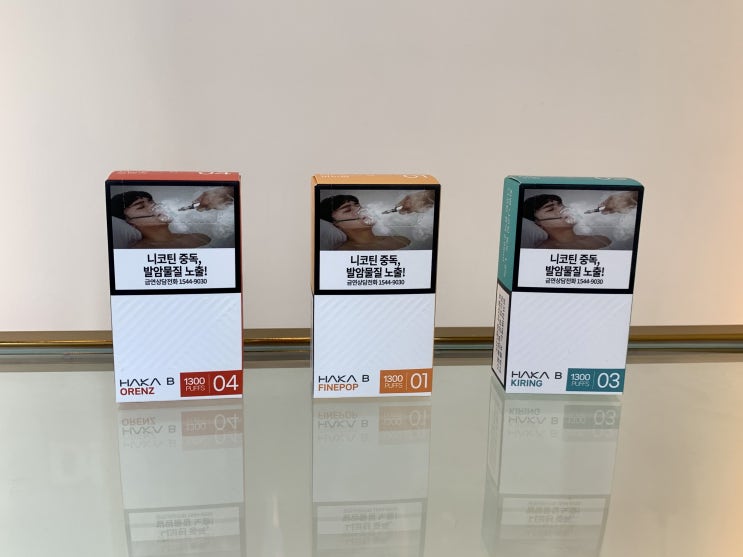 04
니코틴 중독,
발암물질 노출!
금연상담전화 1544-9030
HAKA B
ORENZ
1300
PUFFS
04
01
니코틴 중독,
발암물질 노출!
금연상담전화 1544-9030
HAKA B
FINEPOP
1300
PUFFS
01
니코틴 중독,
발암물질 노출!
금연상담전화 1544-9030
HAKA B
KIRING
1300
PUFFS
03